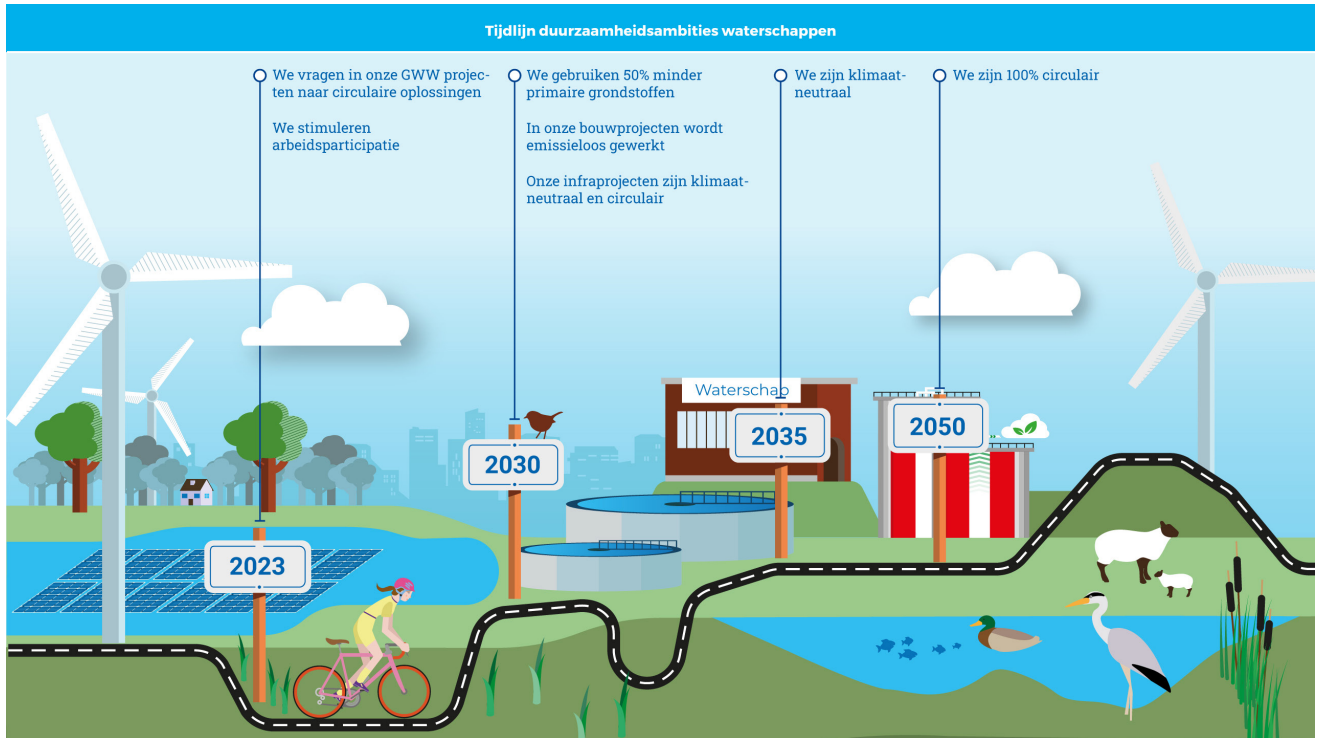 Tijdlijn duurzaamheidsambities waterschappen
We vragen in onze GWW projec-
ten naar circulaire oplossingen
We stimuleren
arbeidsparticipatie
We gebruiken 50% minder
primaire grondstoffen
In onze bouwprojecten wordt
emissieloos gewerkt
Onze infraprojecten zijn klimaat-
neutraal en circulair
We zijn klimaat-
neutraal
We zijn 100% circulair
Waterschap
2023
2030
2035
2050